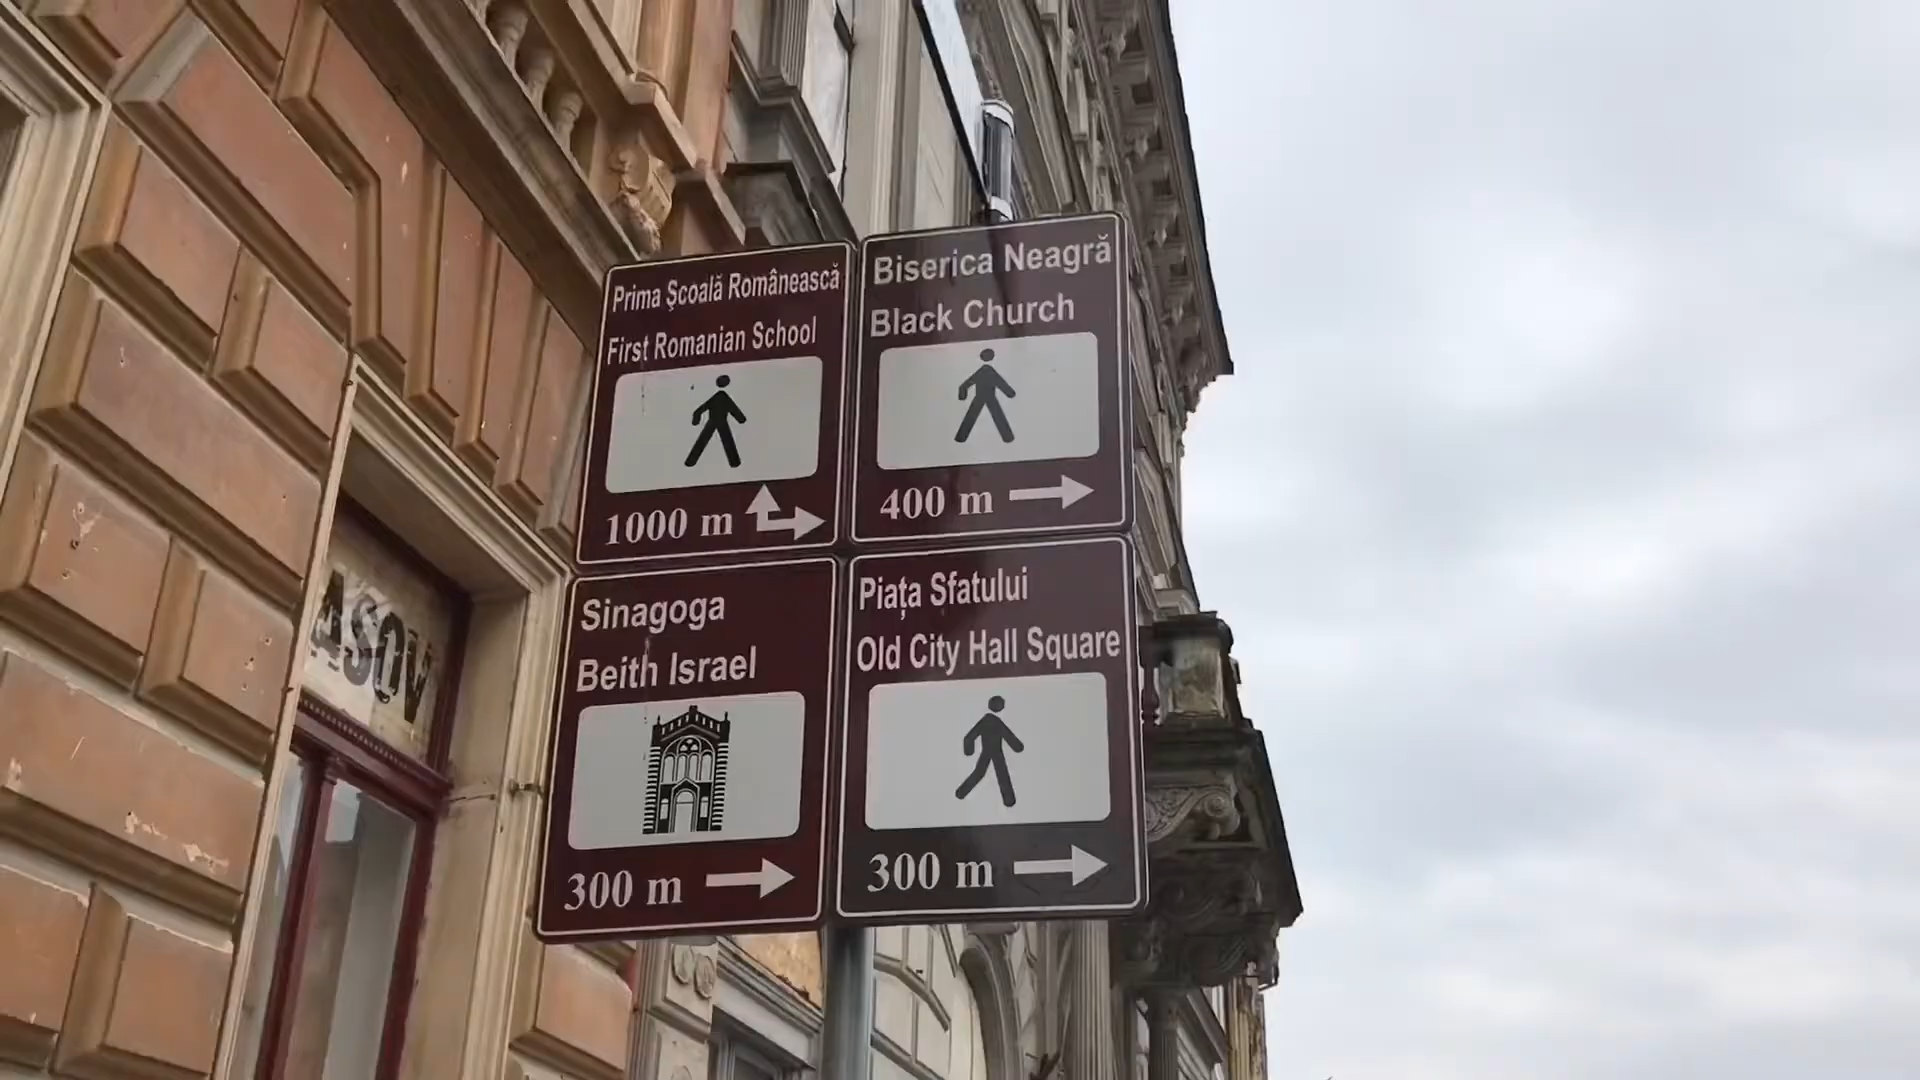 Prima Şcoală Românească
First Romanian School
1000 m
Biserica Neagră
Black Church
400 m
Sinagoga
Beith Israel
300 m
Piața Sfatului
Old City Hall Square
300 m
ASOV